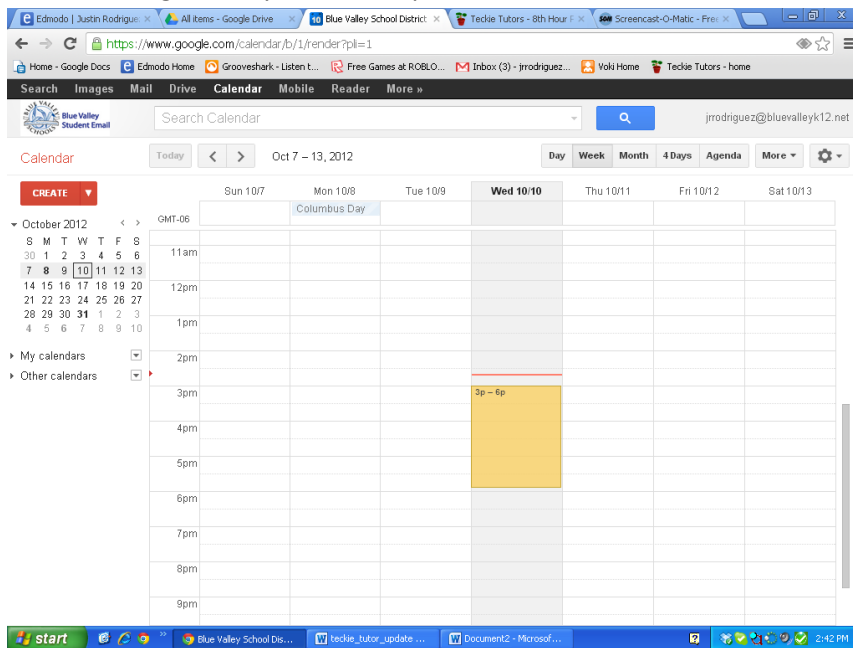 Edmodo | Justin Rodrigue
All items - Google Drive
10 Blue Valley School District
Teckie Tutors - 8th Hour F
SOM Screencast-O-Matic - Free
https://www.google.com/calendar/b/1/render?pli=1
Home - Google Docs
Edmodo Home
Grooveshark - Listen t...
Free Games at ROBLO...
Inbox (3) - jrrodriguez...
Voki Home
Teckie Tutors - home
Search Images Mail Drive Calendar Mobile Reader More »
BLUE VALLEY SCHOOLS
Blue Valley
Student Email
Search Calendar
jrrodriguez@bluevalleyk12.net
Calendar
Today
Oct 7 – 13, 2012
Day Week Month 4 Days Agenda More
CREATE
Sun 10/7 Mon 10/8 Tue 10/9 Wed 10/10 Thu 10/11 Fri 10/12 Sat 10/13
GMT-06
Columbus Day
October 2012
S M T W T F S
30 1 2 3 4 5 6
7 8 9 10 11 12 13
14 15 16 17 18 19 20
21 22 23 24 25 26 27
28 29 30 31 1 2 3
4 5 6 7 8 9 10
My calendars
Other calendars
11am
12pm
1pm
2pm
3pm
3p – 6p
4pm
5pm
6pm
7pm
8pm
9pm
start
Blue Valley School Dis...
teckie_tutor_update ...
Document2 - Microsof...
2:42 PM